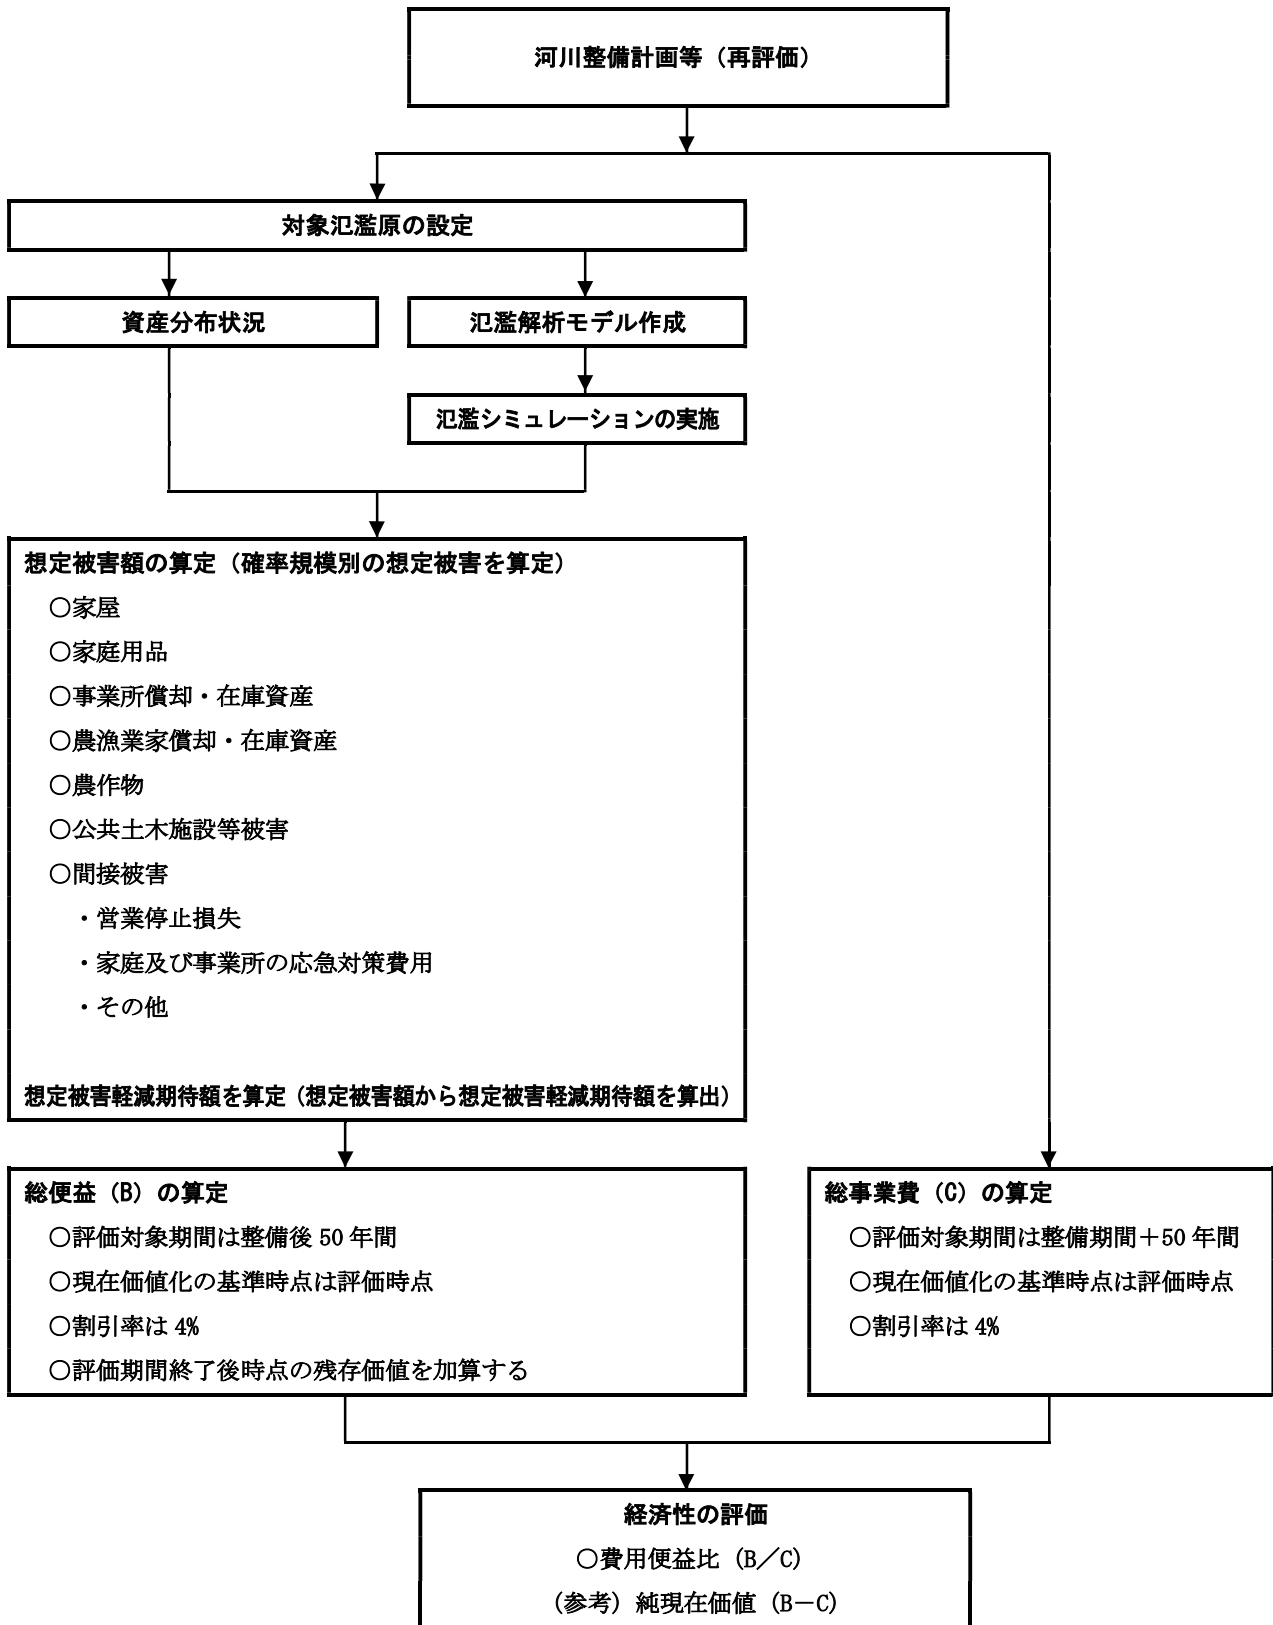 河川整備計画等（再評価）
対象氾濫原の設定
資産分布状況
氾濫解析モデル作成
氾濫シミュレーションの実施
想定被害額の算定（確率規模別の想定被害を算定）
○家屋
○家庭用品
○事業所償却・在庫資産
○農漁業家償却・在庫資産
○農作物
○公共土木施設等被害
○間接被害
・営業停止損失
・家庭及び事業所の応急対策費用
・その他
想定被害軽減期待額を算定（想定被害額から想定被害軽減期待額を算出）
総便益（B）の算定
○評価対象期間は整備後 50 年間
○現在価値化の基準時点は評価時点
○割引率は 4%
○評価期間終了後時点の残存価値を加算する
総事業費（C）の算定
○評価対象期間は整備期間＋50 年間
○現在価値化の基準時点は評価時点
○割引率は 4%
経済性の評価
○費用便益比（B／C）
（参考）純現在価値（B－C）